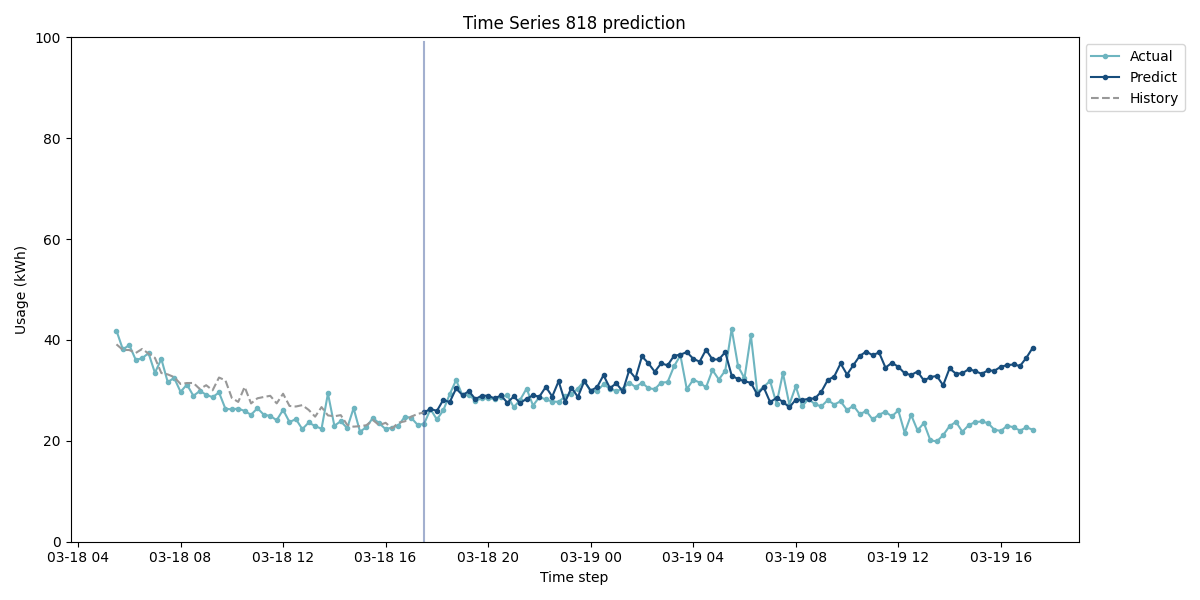 Time Series 818 prediction
100
80
60
40
20
0
Usage (kWh)
03-18 04 03-18 08 03-18 12 03-18 16 03-18 20 03-19 00 03-19 04 03-19 08 03-19 12 03-19 16
Time step
Actual
Predict
History